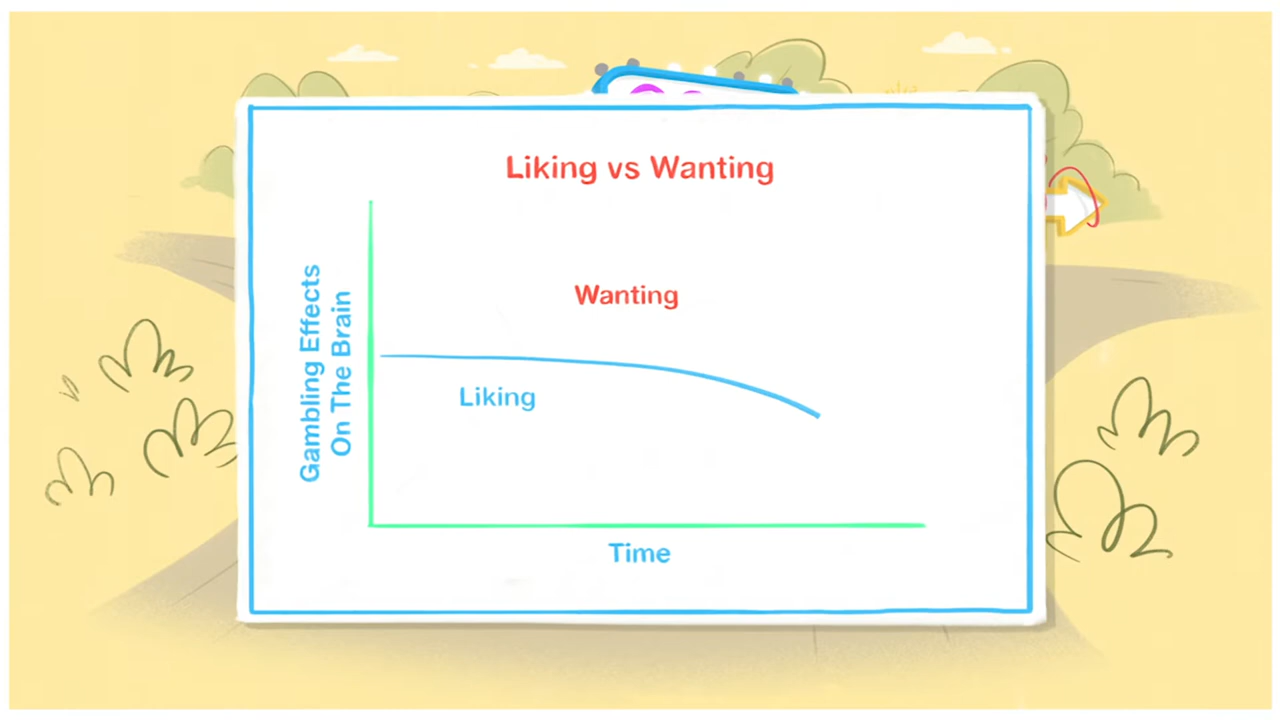 Liking vs Wanting
Wanting
Liking
Gambling Effects
On The Brain
Time